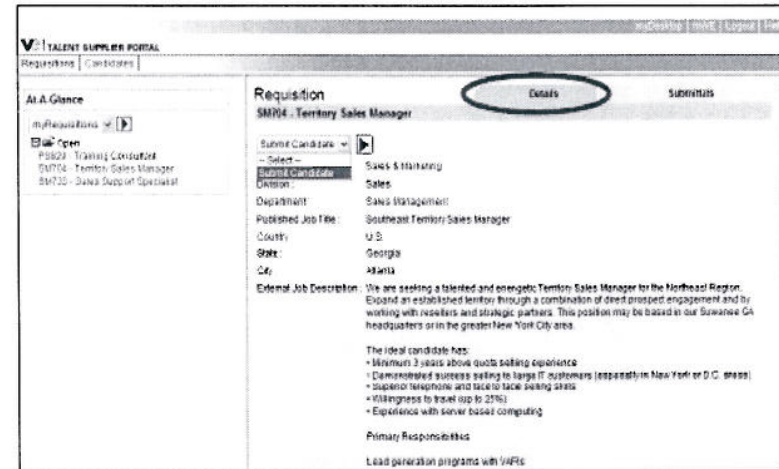 myDesktop | myVE | Logout |
TALENT SUPPLIER PORTAL
Requisitions | Candidates
At-A-Glance
myRequisitions
Open
Training Consultant
SM704 - Territory Sales Manager
Sales Support Specialist
Requisition
Details
Submittals
SM704 - Territory Sales Manager
Submit Candidate
-- Select --
Submit Candidate
Sales & Marketing
Division : Sales
Department : Sales Management
Published Job Title : Southeast Territory Sales Manager
Country : U.S.
State : Georgia
City : Atlanta
External Job Description : We are seeking a talented and energetic Territory Sales Manager for the Northeast Region.
Expand an established territory through a combination of direct prospect engagement and by
working with resellers and strategic partners. This position may be based in our Suwanee GA
headquarters or in the greater New York City area.
The ideal candidate has:
• Minimum 3 years above quota selling experience
• Demonstrated success selling to large IT customers (especially in New York or D.C. areas)
• Superior telephone and face to face selling skills
• Willingness to travel (up to 25%)
• Experience with server based computing
Primary Responsibilities
Lead generation programs with VARs